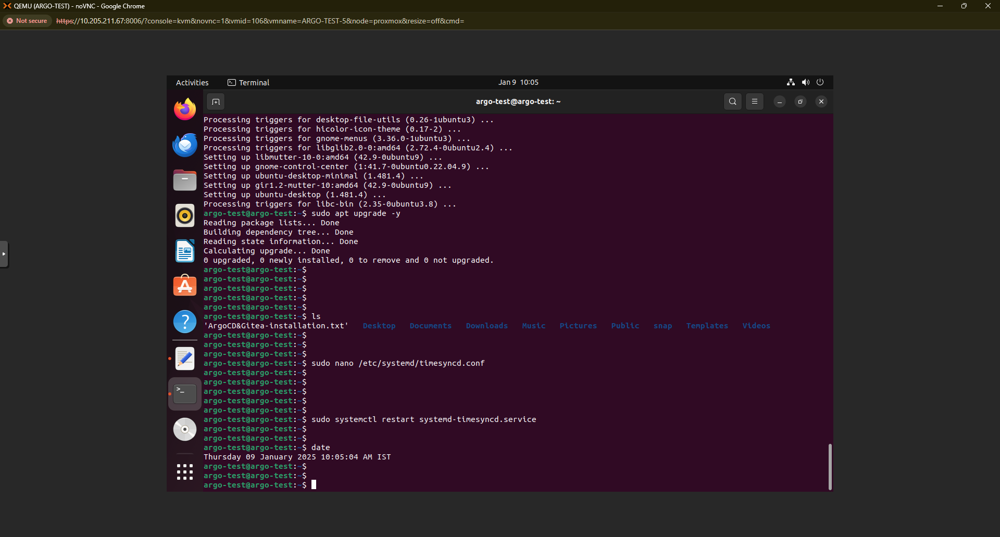 QEMU (ARGO-TEST) - noVNC - Google Chrome
Not secure https://10.205.211.67:8006/?console=kvm&novnc=1&vmid=106&vmname=ARGO-TEST-5&node=proxmox&resize=off&cmd=
Activities Terminal Jan 9 10:05
argo-test@argo-test: ~
Processing triggers for desktop-file-utils (0.26-1ubuntu3) ...
Processing triggers for hicolor-icon-theme (0.17-2) ...
Processing triggers for gnome-menus (3.36.0-1ubuntu3) ...
Processing triggers for libglib2.0-0:amd64 (2.72.4-0ubuntu2.4) ...
Setting up libmutter-10-0:amd64 (42.9-0ubuntu9) ...
Setting up gnome-control-center (1:41.7-0ubuntu0.22.04.9) ...
Setting up ubuntu-desktop-minimal (1.481.4) ...
Setting up gir1.2-mutter-10:amd64 (42.9-0ubuntu9) ...
Setting up ubuntu-desktop (1.481.4) ...
Processing triggers for libc-bin (2.35-0ubuntu3.8) ...
argo-test@argo-test:~$ sudo apt upgrade -y
Reading package lists... Done
Building dependency tree... Done
Reading state information... Done
Calculating upgrade... Done
0 upgraded, 0 newly installed, 0 to remove and 0 not upgraded.
argo-test@argo-test:~$
argo-test@argo-test:~$
argo-test@argo-test:~$
argo-test@argo-test:~$
argo-test@argo-test:~$
argo-test@argo-test:~$ ls
'ArgoCD&Gitea-installation.txt' Desktop Documents Downloads Music Pictures Public snap Templates Videos
argo-test@argo-test:~$
argo-test@argo-test:~$
argo-test@argo-test:~$
argo-test@argo-test:~$ sudo nano /etc/systemd/timesyncd.conf
argo-test@argo-test:~$
argo-test@argo-test:~$
argo-test@argo-test:~$
argo-test@argo-test:~$
argo-test@argo-test:~$
argo-test@argo-test:~$ sudo systemctl restart systemd-timesyncd.service
argo-test@argo-test:~$
argo-test@argo-test:~$
argo-test@argo-test:~$ date
Thursday 09 January 2025 10:05:04 AM IST
argo-test@argo-test:~$
argo-test@argo-test:~$
argo-test@argo-test:~$